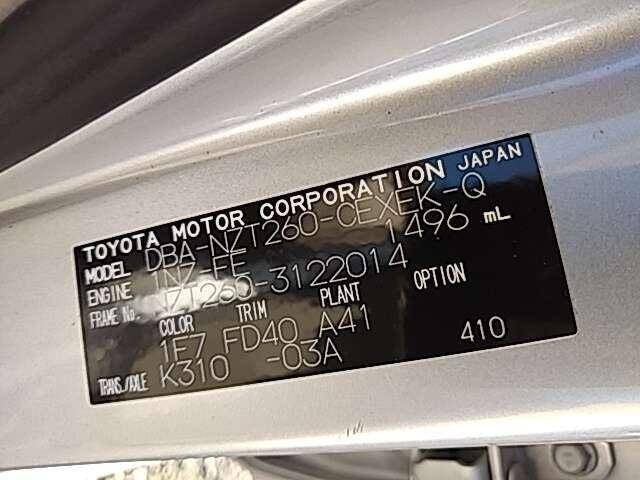 TOYOTA MOTOR CORPORATION JAPAN
MODEL DBA-NZT260-CEXEK-Q
ENGINE 1NZ-FE 1496 mL
FRAME No. NZT260-3122014
COLOR TRIM PLANT OPTION
1F7 FD40 A41
TRANS./AXLE K310 -03A 410